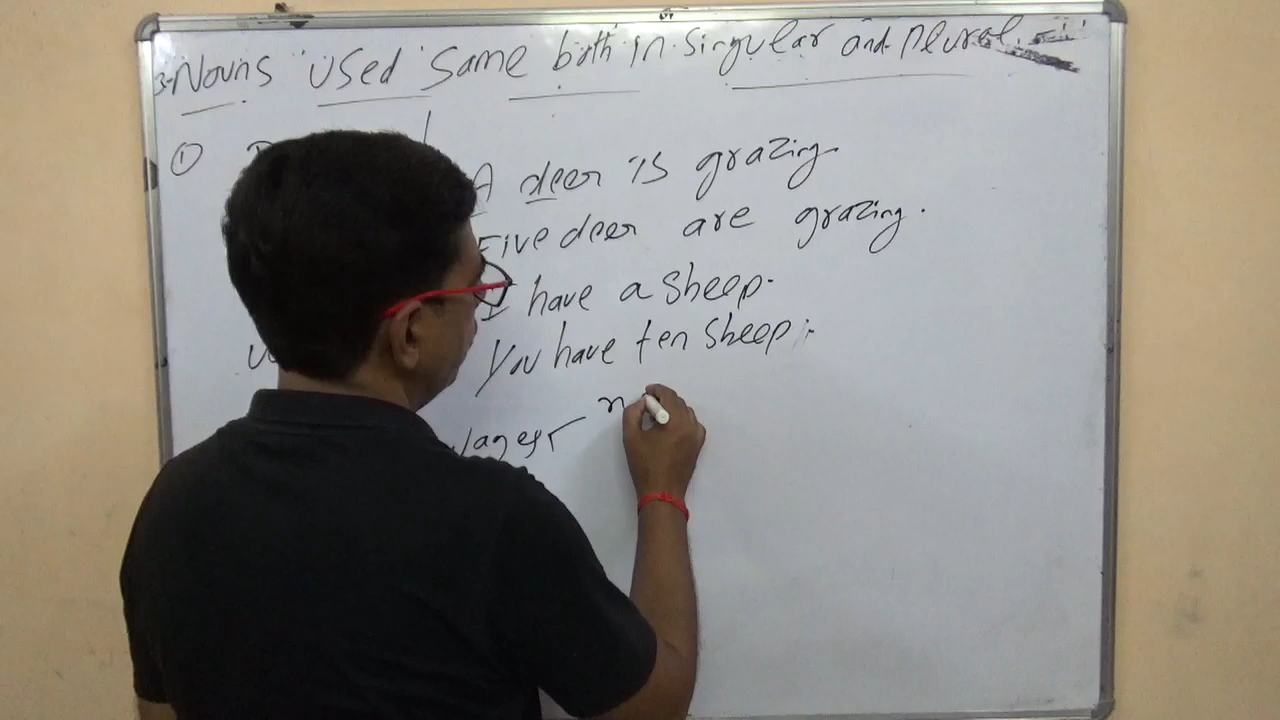 3-Nouns used same both in singular and plural.
①
A deer is grazing.
Five deer are grazing.
I have a sheep.
You have ten sheep.